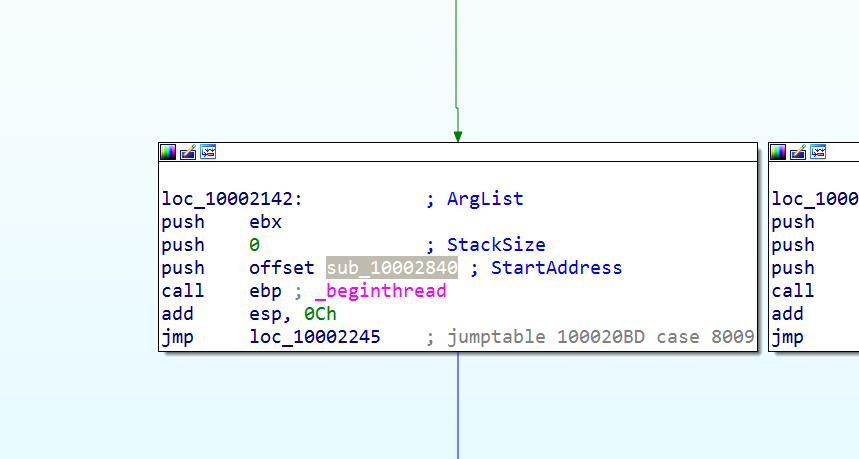 loc_10002142: ; ArgList
push ebx
push 0 ; StackSize
push offset sub_10002840 ; StartAddress
call ebp ; _beginthread
add esp, 0Ch
jmp loc_10002245 ; jumptable 100020BD case 8009
loc_1000
push
push
push
call
add
jmp